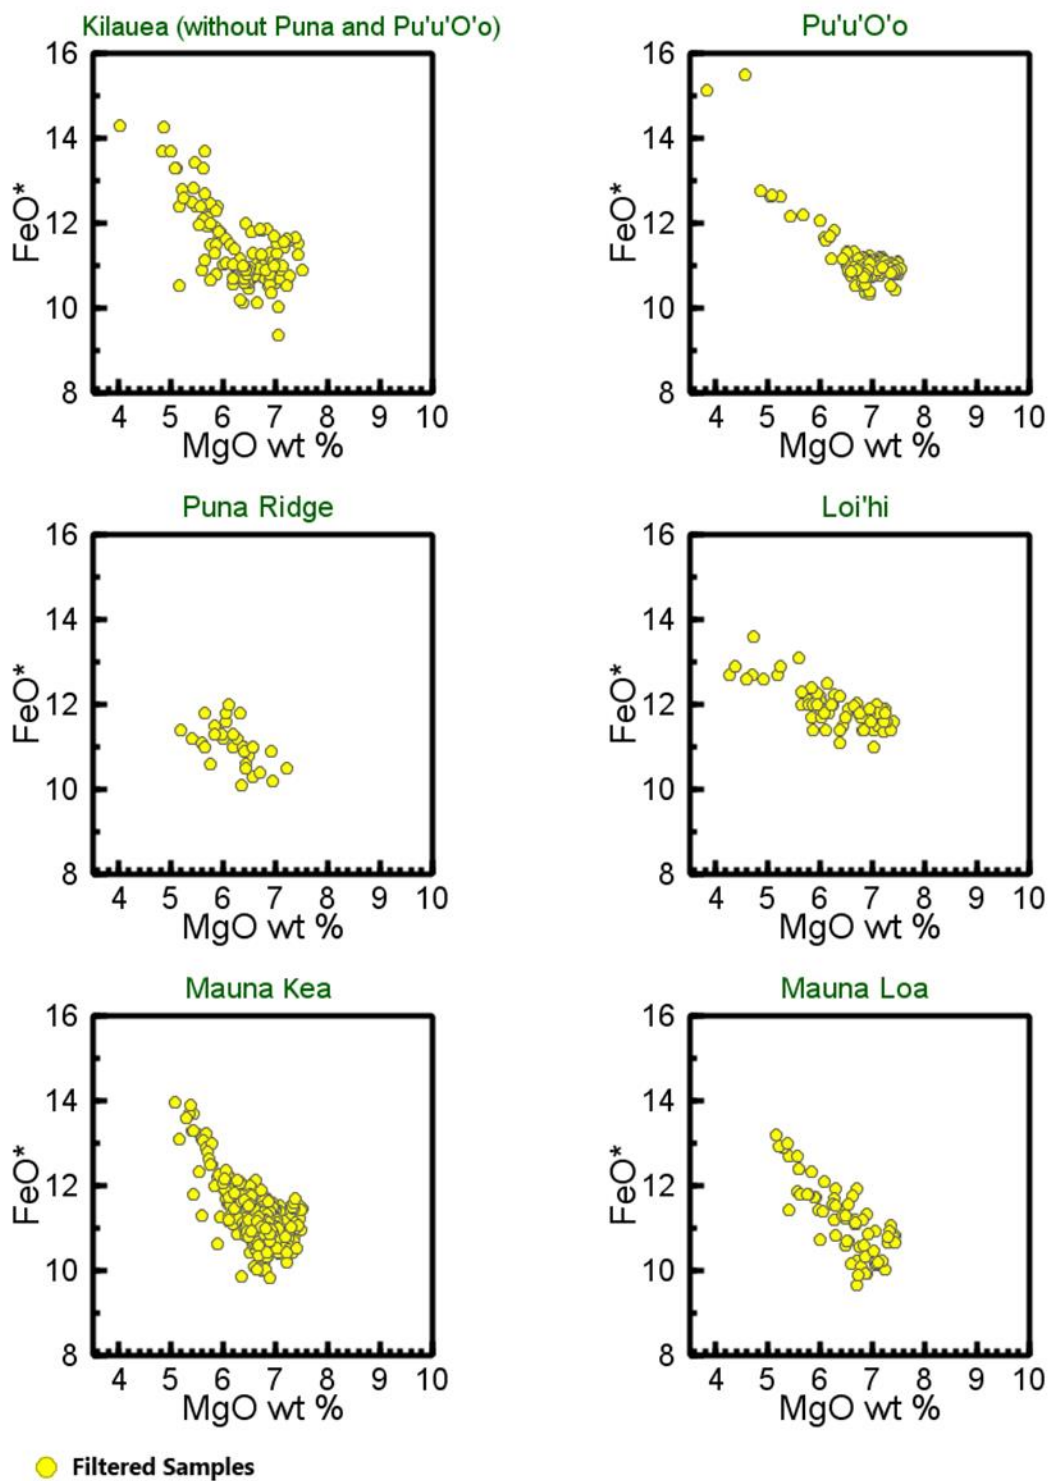 Kilauea (without Puna and Pu'u'O'o)
16
14
12
10
8
FeO*
4 5 6 7 8 9 10
MgO wt %
Pu'u'O'o
16
14
12
10
8
FeO*
4 5 6 7 8 9 10
MgO wt %
Puna Ridge
16
14
12
10
8
FeO*
4 5 6 7 8 9 10
MgO wt %
Loi'hi
16
14
12
10
8
FeO*
4 5 6 7 8 9 10
MgO wt %
Mauna Kea
16
14
12
10
8
FeO*
4 5 6 7 8 9 10
MgO wt %
Mauna Loa
16
14
12
10
8
FeO*
4 5 6 7 8 9 10
MgO wt %
Filtered Samples